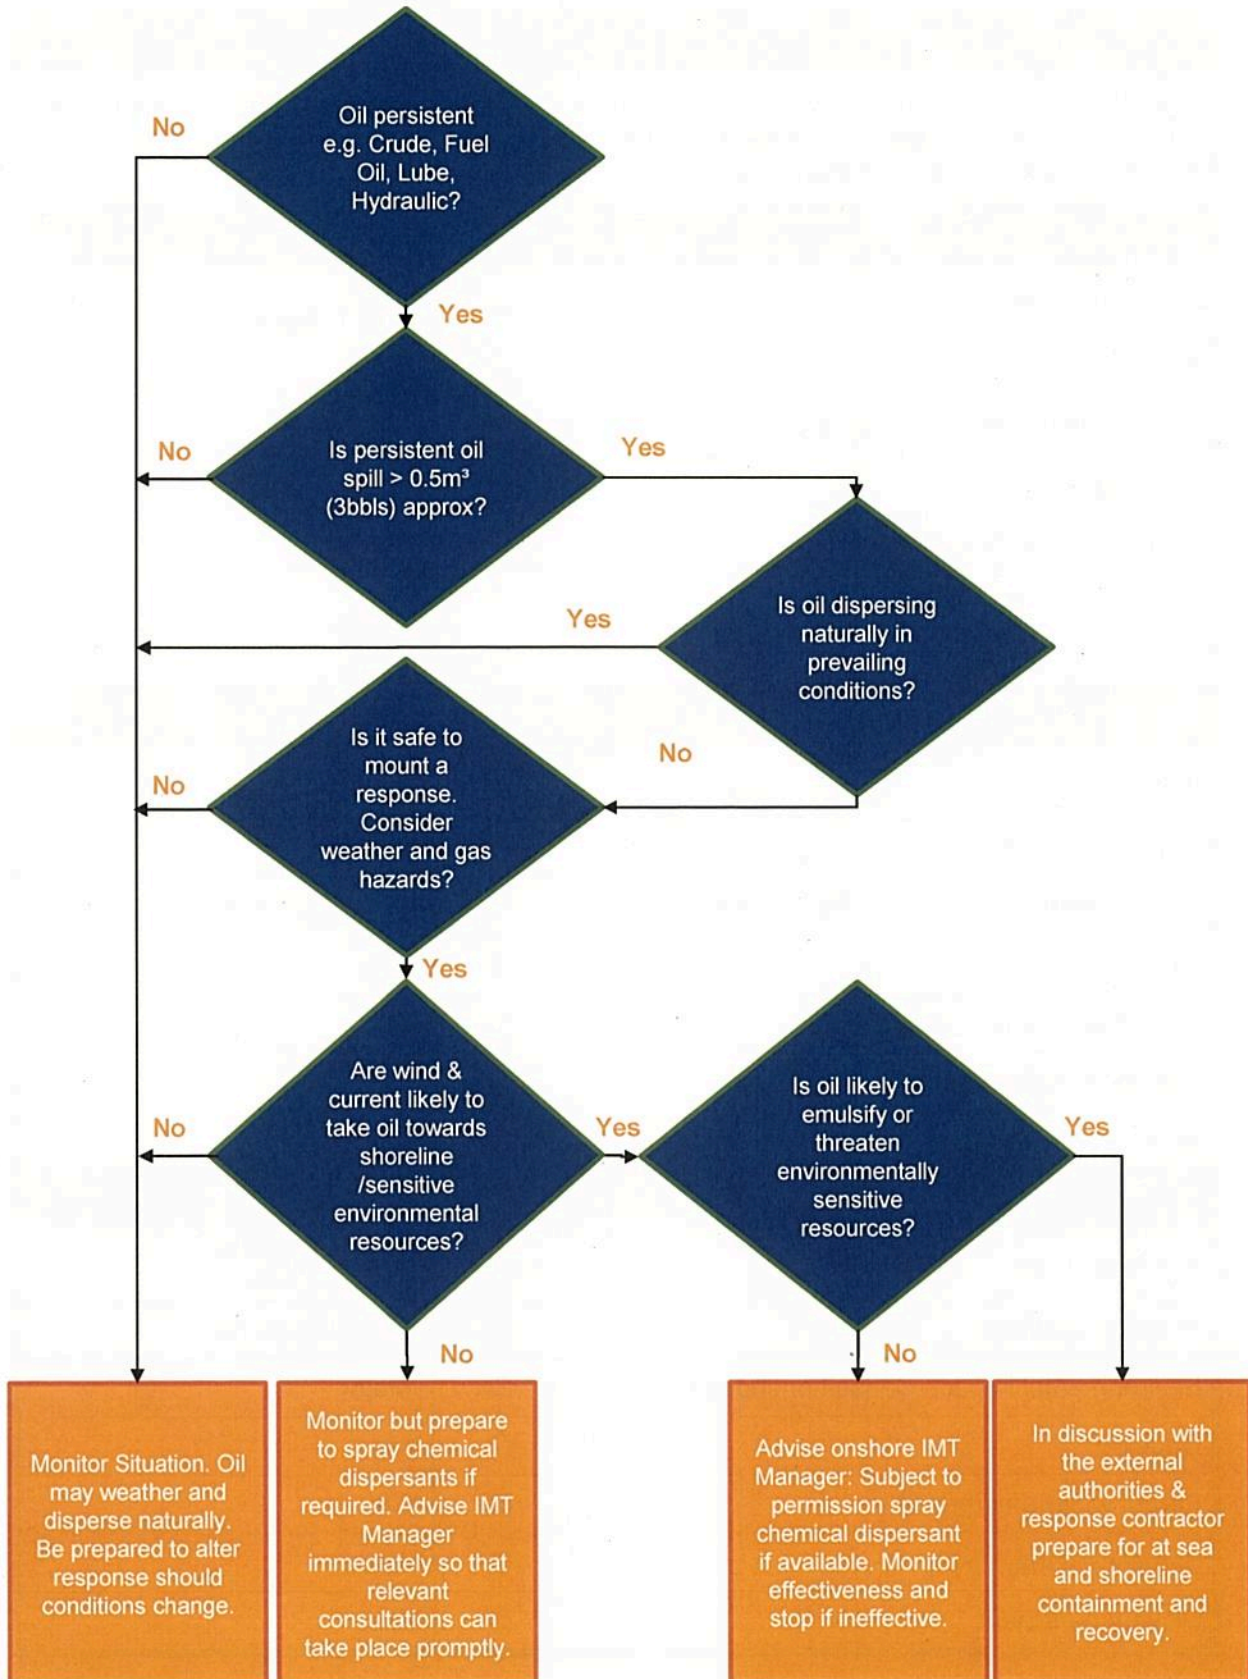 Oil persistent
e.g. Crude, Fuel
Oil, Lube,
Hydraulic?
No
Yes
Is persistent oil
spill > 0.5m³
(3bbls) approx?
No
Yes
Is oil dispersing
naturally in
prevailing
conditions?
Yes
No
Is it safe to
mount a
response.
Consider
weather and gas
hazards?
No
Yes
Are wind &
current likely to
take oil towards
shoreline
/sensitive
environmental
resources?
No
Yes
No
Is oil likely to
emulsify or
threaten
environmentally
sensitive
resources?
Yes
No
Monitor Situation. Oil
may weather and
disperse naturally.
Be prepared to alter
response should
conditions change.
Monitor but prepare
to spray chemical
dispersants if
required. Advise IMT
Manager
immediately so that
relevant
consultations can
take place promptly.
Advise onshore IMT
Manager: Subject to
permission spray
chemical dispersant
if available. Monitor
effectiveness and
stop if ineffective.
In discussion with
the external
authorities &
response contractor
prepare for at sea
and shoreline
containment and
recovery.